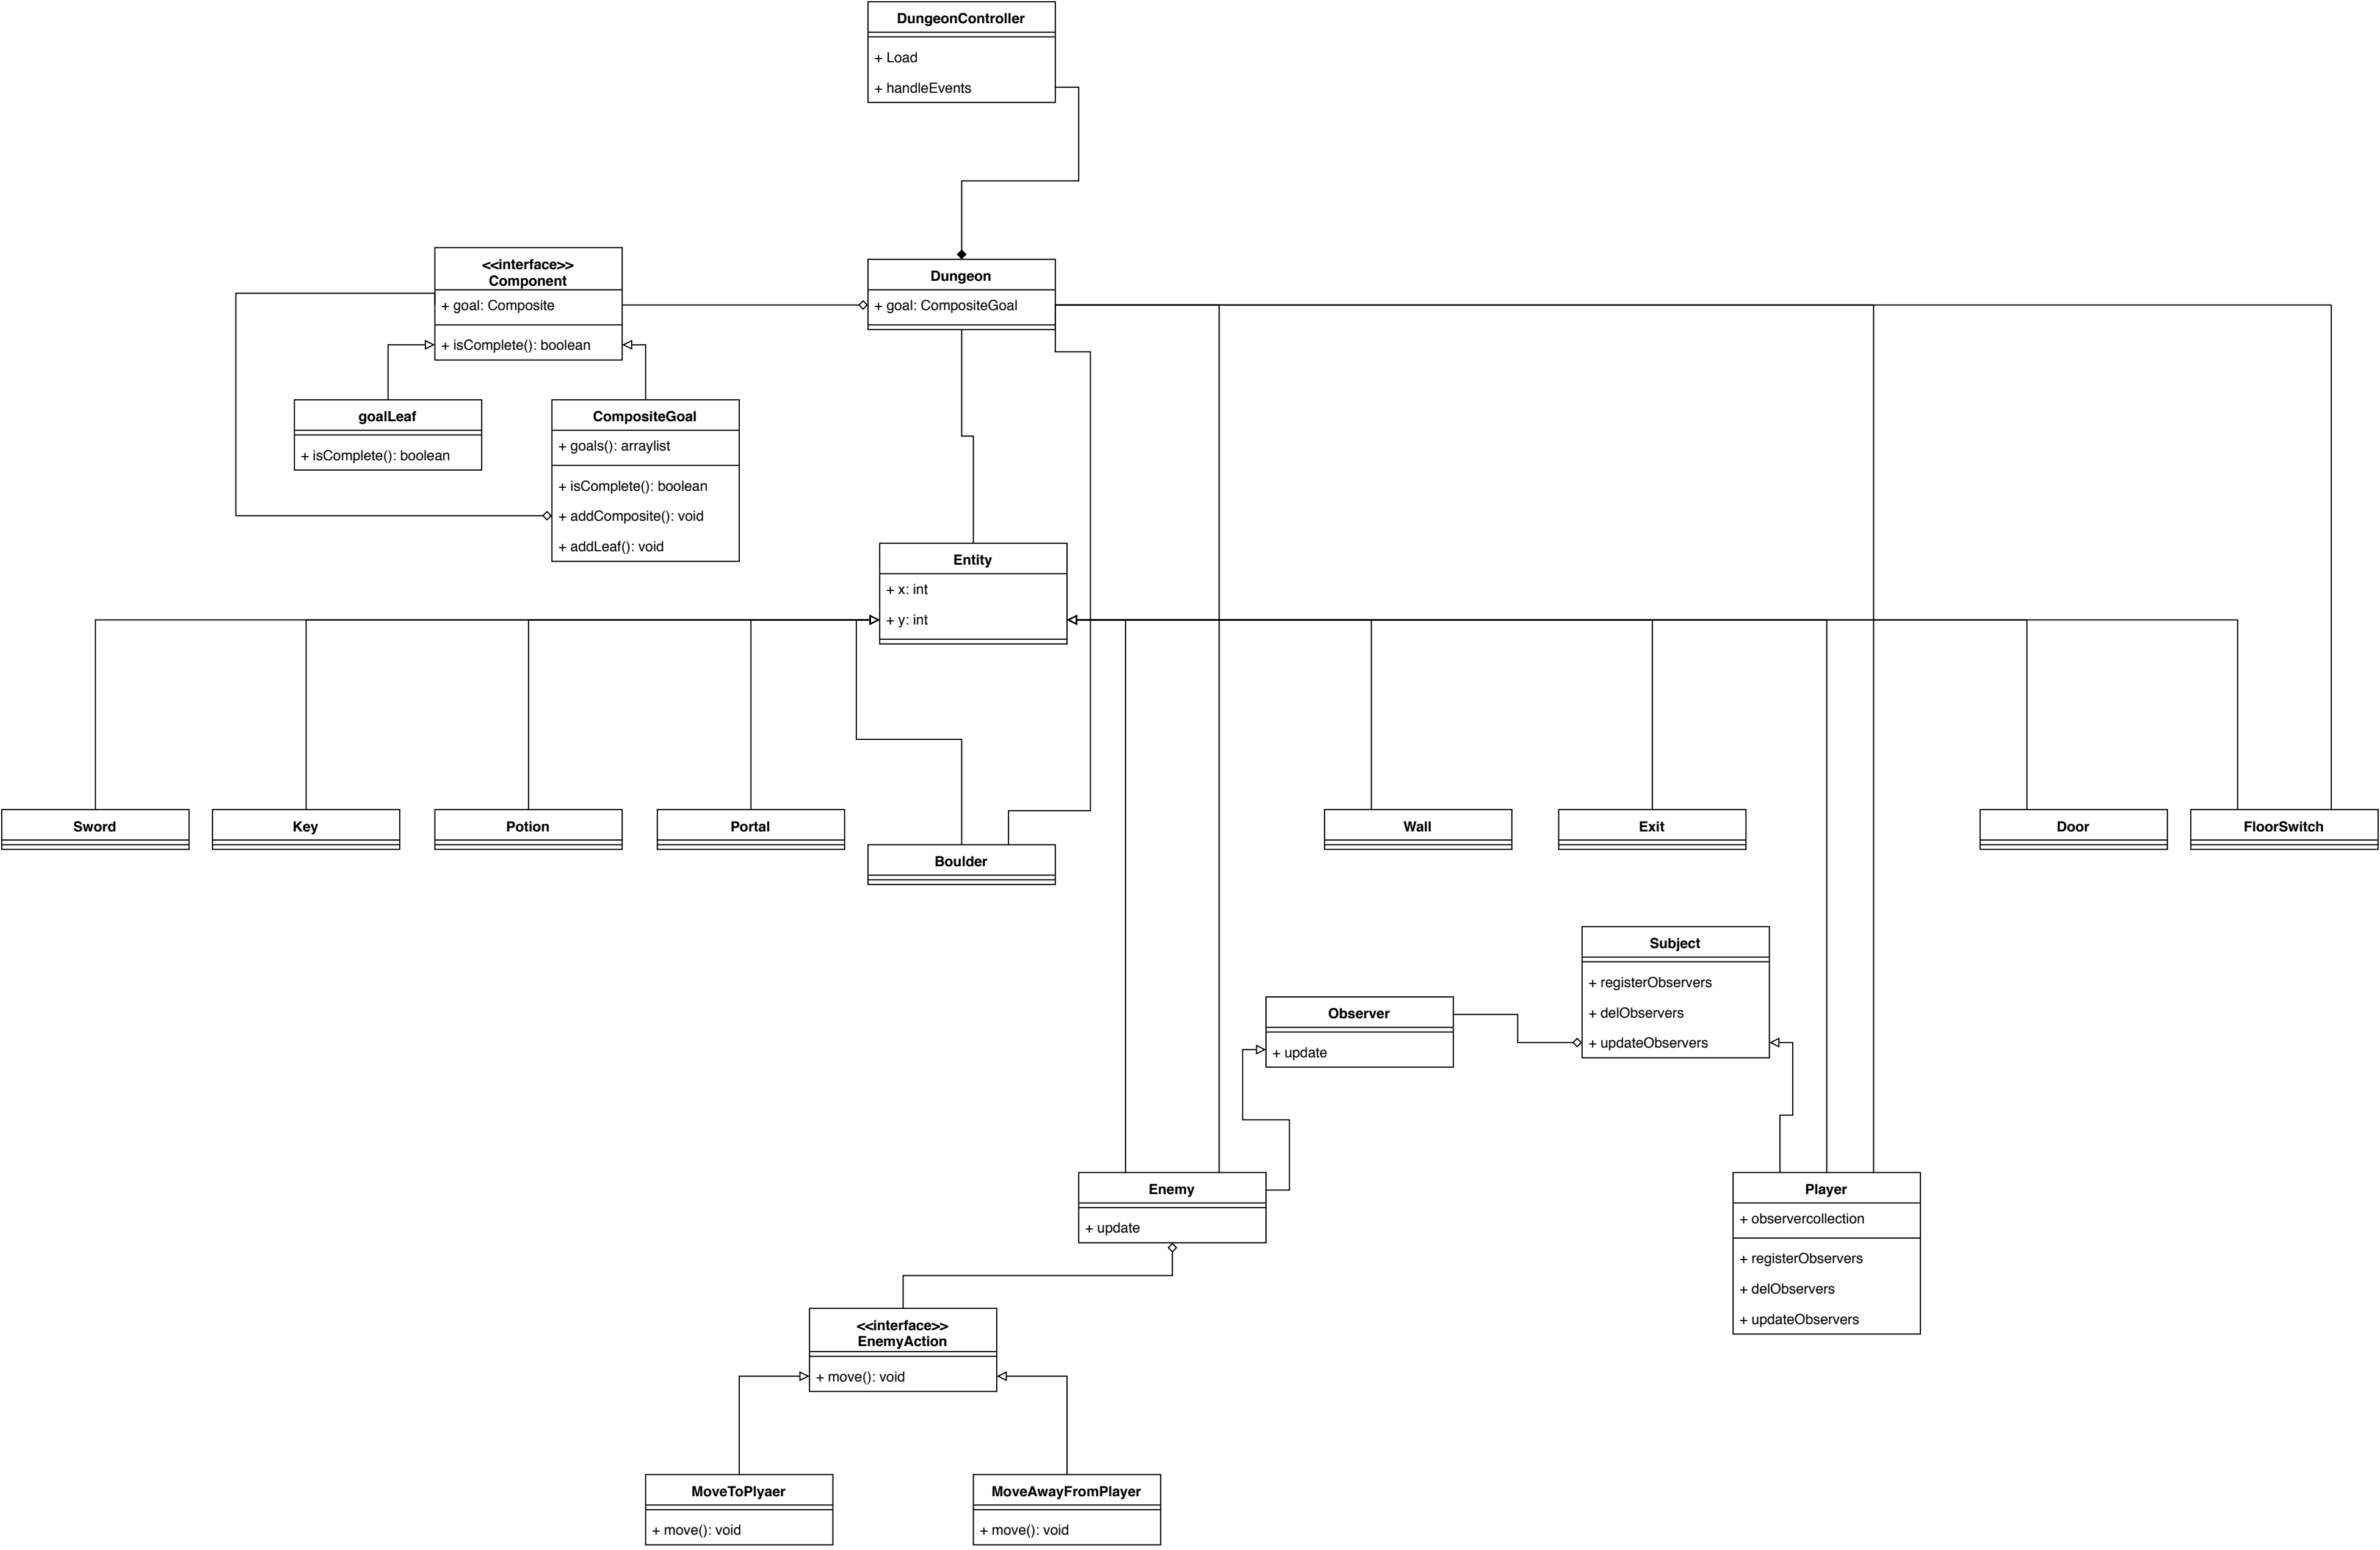 DungeonController
+ Load
+ handleEvents
<<interface>>
Component
+ goal: Composite
+ isComplete(): boolean
Dungeon
+ goal: CompositeGoal
goalLeaf
+ isComplete(): boolean
CompositeGoal
+ goals(): arraylist
+ isComplete(): boolean
+ addComposite(): void
+ addLeaf(): void
Entity
+ x: int
+ y: int
Sword
Key
Potion
Portal
Boulder
Wall
Exit
Door
FloorSwitch
Subject
+ registerObservers
+ delObservers
+ updateObservers
Observer
+ update
Enemy
+ update
Player
+ observercollection
+ registerObservers
+ delObservers
+ updateObservers
<<interface>>
EnemyAction
+ move(): void
MoveToPlyaer
+ move(): void
MoveAwayFromPlayer
+ move(): void